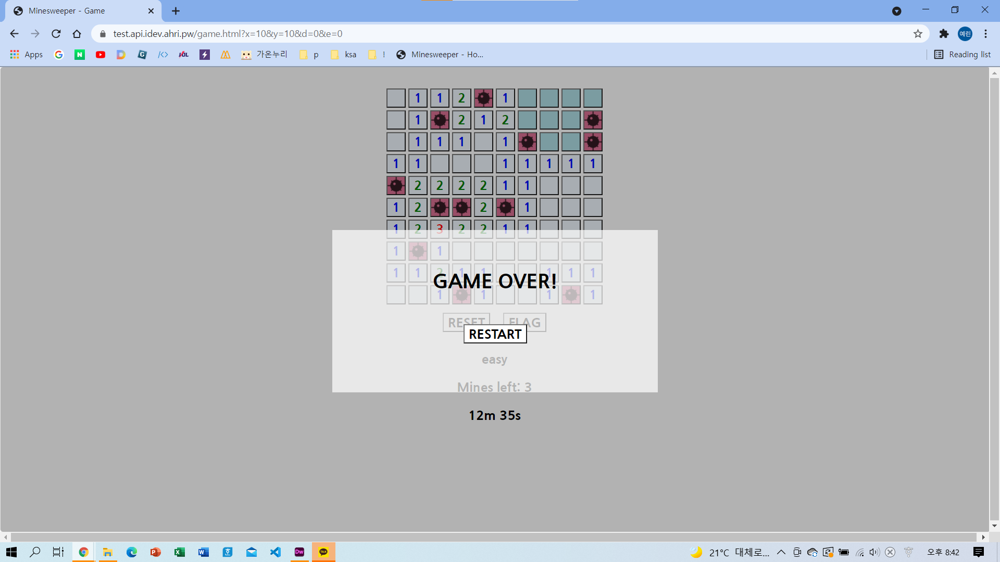 Minesweeper - Game
test.api.idev.ahri.pw/game.html?x=10&y=10&d=0&e=0
예린
Apps
가온누리
p
ksa
!
Minesweeper - Ho...
Reading list
1 1 2 1
1 2 1 2
1 1 1 1
1 1 1 1 1 1 1
2 2 2 2 1 1
1 2 2 1
1 2 3 2 2 1 1
1 1
1 1 2 1 1 1 1 1
GAME OVER!
1 1 1 1
RESET FLAG
RESTART
easy
Mines left: 3
12m 35s
21°C 대체로...
오후 8:42